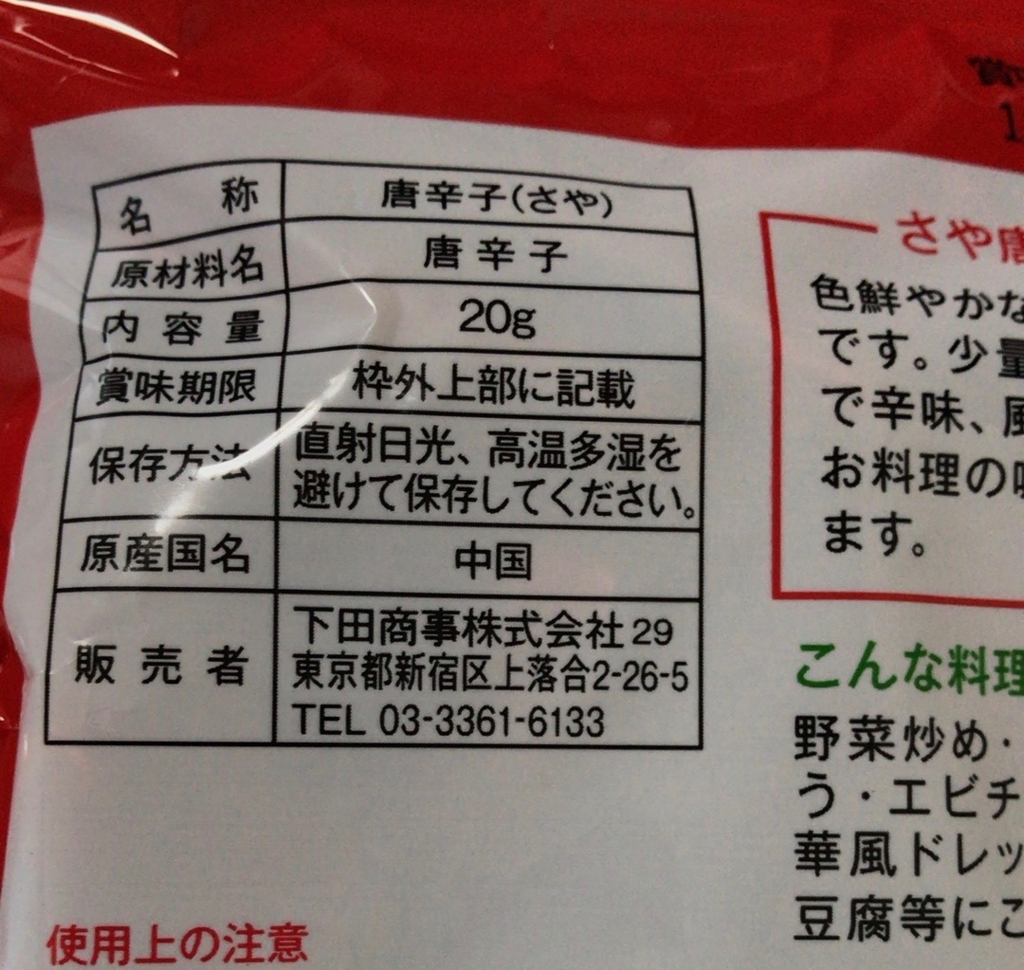 名称 唐辛子(さや)
原材料名 唐辛子
内容量 20g
賞味期限 枠外上部に記載
保存方法 直射日光、高温多湿を
避けて保存してください。
原産国名 中国
販売者 下田商事株式会社29
東京都新宿区上落合2-26-5
TEL 03-3361-6133
使用上の注意
さや唐
色鮮やかな
です。少量
で辛味、風
お料理の味
ます。
こんな料理
野菜炒め・
う・エビチ
華風ドレッ
豆腐等にご